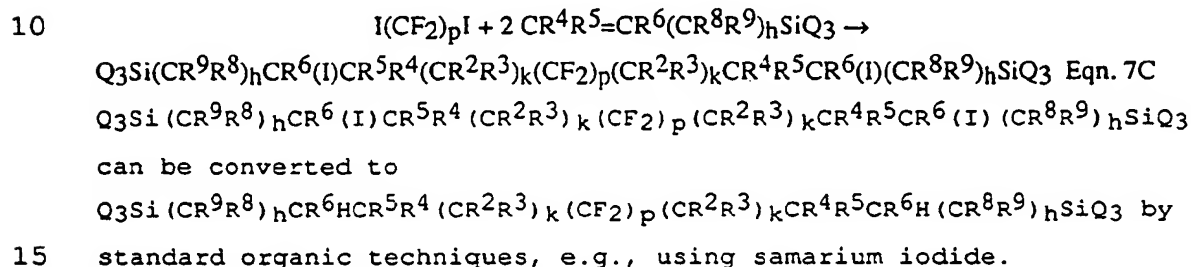 10 I(CF2)pI + 2 CR⁴R⁵=CR⁶(CR⁸R⁹)hSiQ3 →
Q3Si(CR⁹R⁸)hCR⁶(I)CR⁵R⁴(CR²R³)k(CF2)p(CR²R³)kCR⁴R⁵CR⁶(I)(CR⁸R⁹)hSiQ3 Eqn. 7C
Q3Si(CR⁹R⁸)hCR⁶(I)CR⁵R⁴(CR²R³)k(CF2)p(CR²R³)kCR⁴R⁵CR⁶(I)(CR⁸R⁹)hSiQ3
can be converted to
Q3Si(CR⁹R⁸)hCR⁶HCR⁵R⁴(CR²R³)k(CF2)p(CR²R³)kCR⁴R⁵CR⁶H(CR⁸R⁹)hSiQ3 by
15 standard organic techniques, e.g., using samarium iodide.